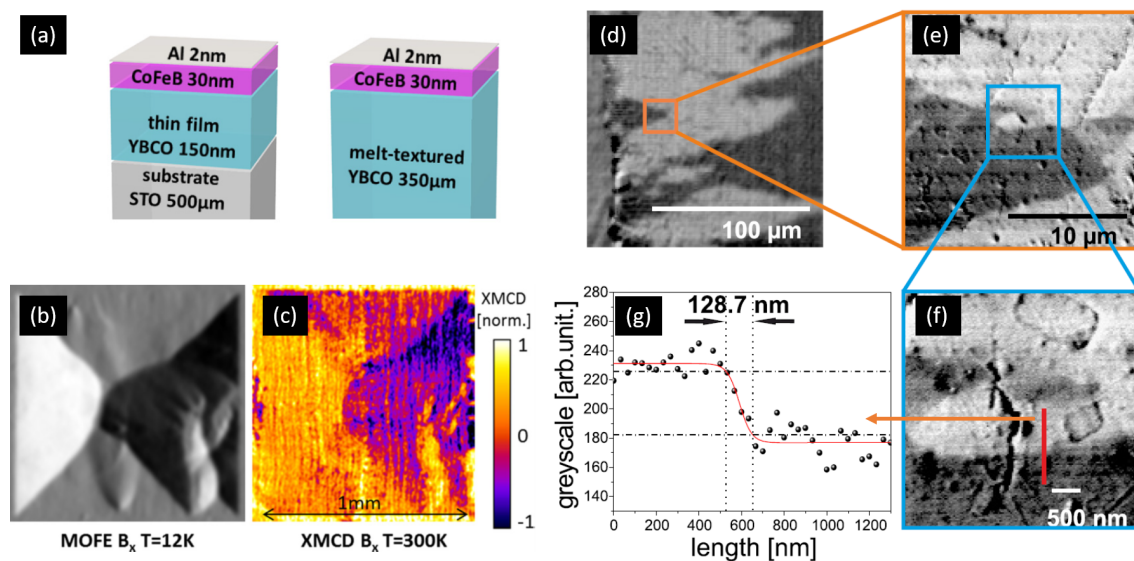 (a)
Al 2nm
CoFeB 30nm
thin film
YBCO 150nm
substrate
STO 500µm
Al 2nm
CoFeB 30nm
melt-textured
YBCO 350µm
(b)
MOFE Bx T=12K
(c)
XMCD
[norm.]
1
0
-1
1mm
XMCD Bx T=300K
(d)
100 µm
(e)
10 µm
(g)
128.7 nm
greyscale [arb.unit.]
280
260
240
220
200
180
160
140
0 200 400 600 800 1000 1200
length [nm]
(f)
500 nm